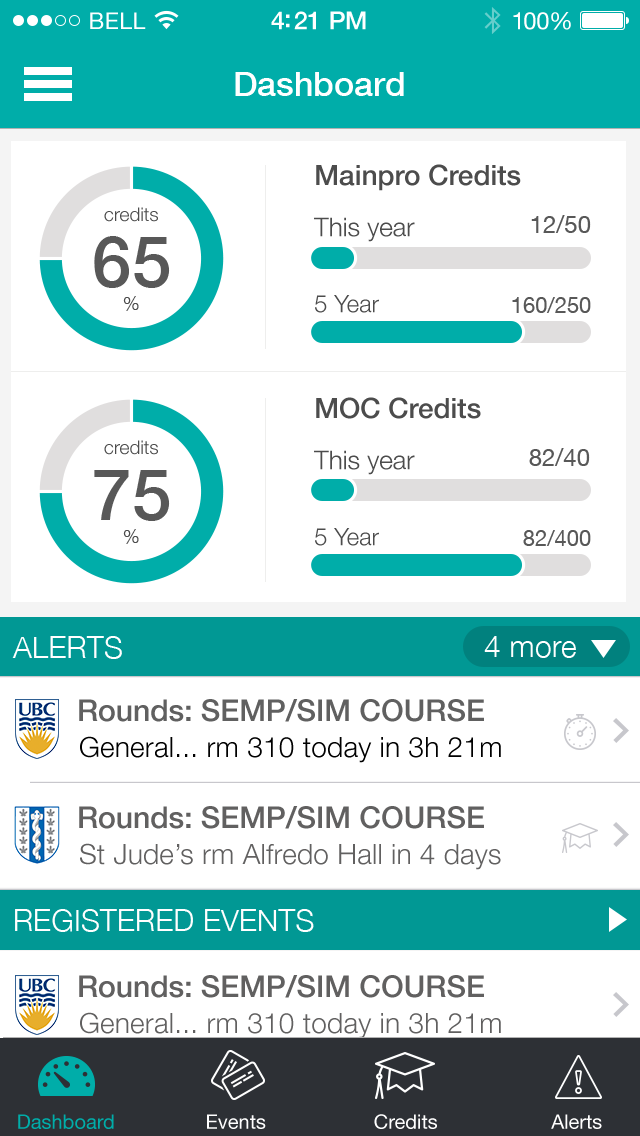 BELL 4:21 PM 100%
Dashboard
credits
65
%
Mainpro Credits
This year 12/50
5 Year 160/250
credits
75
%
MOC Credits
This year 82/40
5 Year 82/400
ALERTS 4 more
UBC
Rounds: SEMP/SIM COURSE
General... rm 310 today in 3h 21m
Rounds: SEMP/SIM COURSE
St Jude’s rm Alfredo Hall in 4 days
REGISTERED EVENTS
UBC
Rounds: SEMP/SIM COURSE
General... rm 310 today in 3h 21m
Dashboard Events Credits Alerts